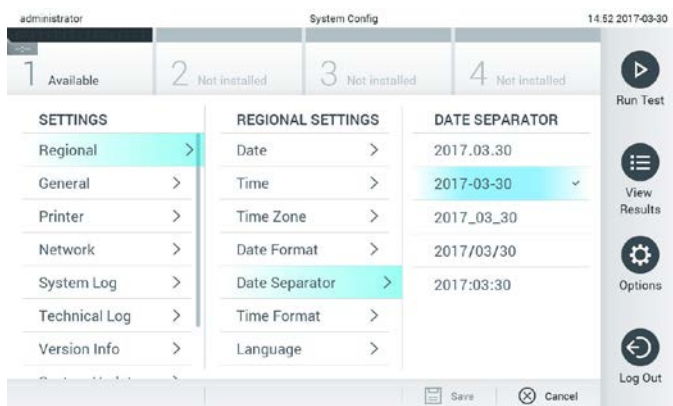 administrator System Config 14:52 2017-03-30
1 Available 2 Not installed 3 Not installed 4 Not installed
Run Test
SETTINGS REGIONAL SETTINGS DATE SEPARATOR
Regional > Date > 2017.03.30
General > Time > 2017-03-30 ✓
View
Results
Printer > Time Zone > 2017_03_30
Network > Date Format > 2017/03/30
System Log > Date Separator > 2017:03:30
Options
Technical Log > Time Format >
Version Info > Language >
Log Out
Save Cancel